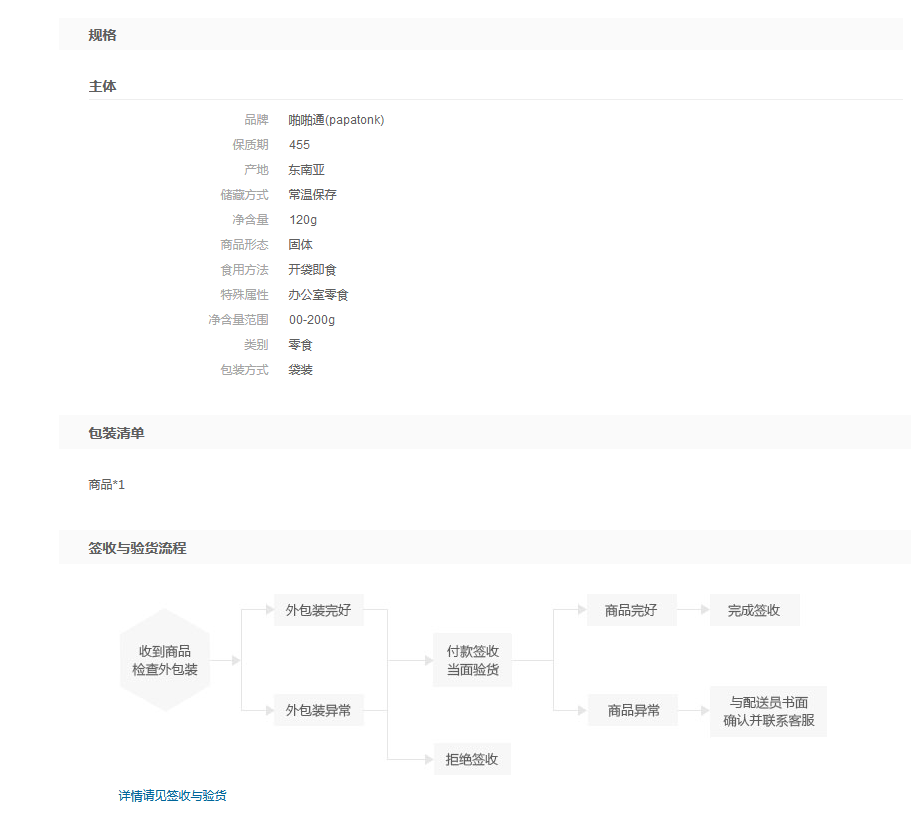 规格
主体
品牌 啪啪通(papatonk)
保质期 455
产地 东南亚
储藏方式 常温保存
净含量 120g
商品形态 固体
食用方法 开袋即食
特殊属性 办公室零食
净含量范围 00-200g
类别 零食
包装方式 袋装
包装清单
商品*1
签收与验货流程
收到商品
检查外包装
外包装完好
外包装异常
付款签收
当面验货
拒绝签收
商品完好
完成签收
商品异常
与配送员书面
确认并联系客服
详情请见签收与验货